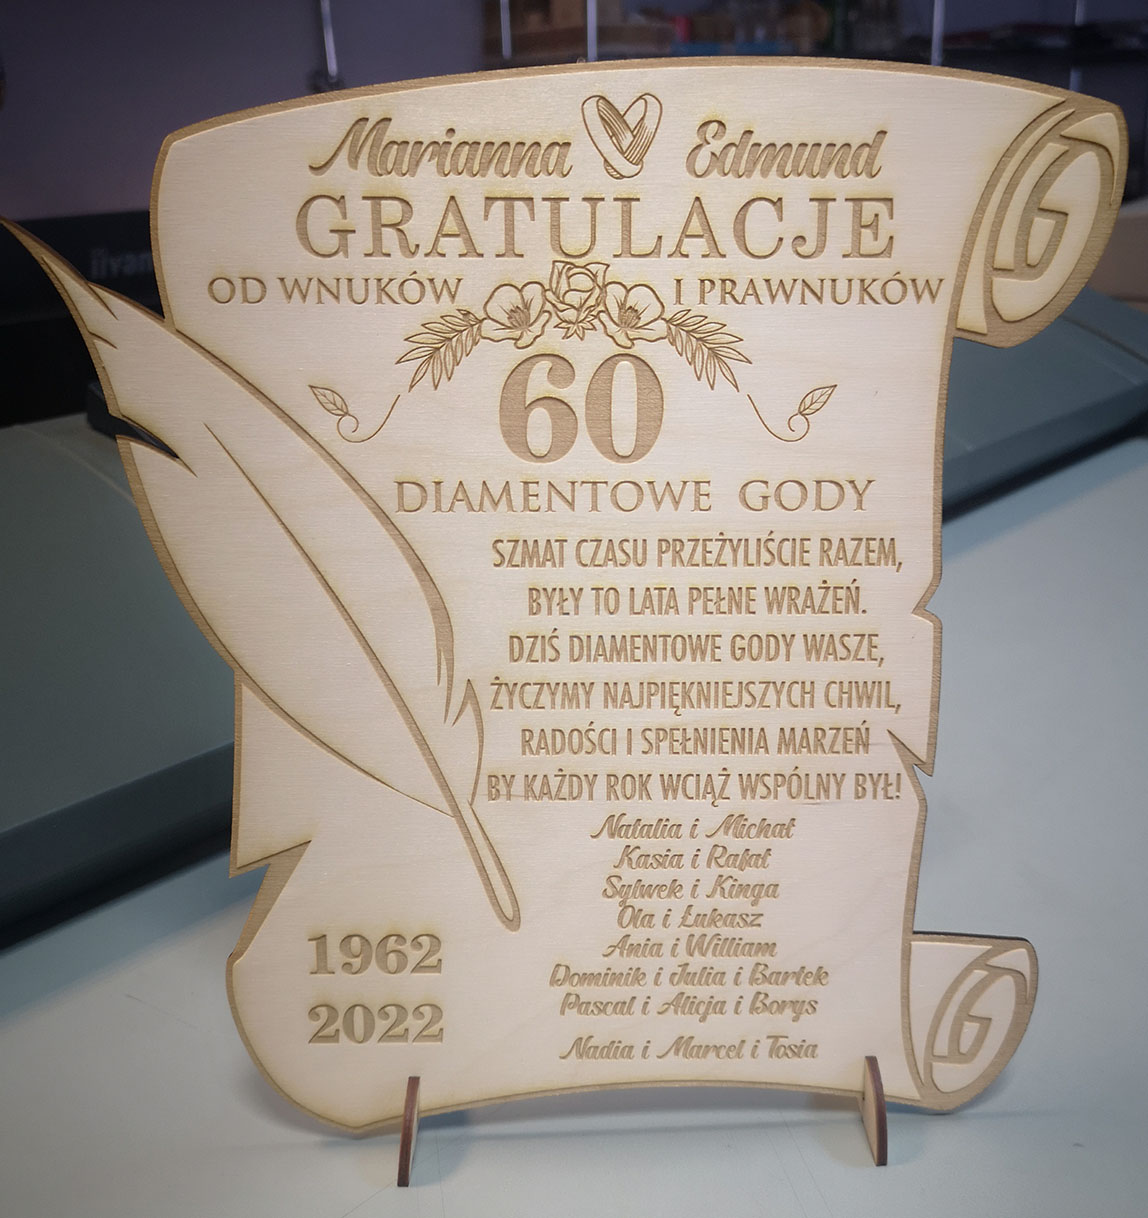 Marianna Edmund
GRATULACJE
OD WNUKÓW I PRAWNUKÓW
60
DIAMENTOWE GODY
SZMAT CZASU PRZEŻYLIŚCIE RAZEM,
BYŁY TO LATA PEŁNE WRAŻEŃ.
DZIŚ DIAMENTOWE GODY WASZE,
ŻYCZYMY NAJPIĘKNIEJSZYCH CHWIL,
RADOŚCI I SPEŁNIENIA MARZEŃ
BY KAŻDY ROK WCIĄŻ WSPÓLNY BYŁ!
Natalia i Michał
Kasia i Rafał
Sylwek i Kinga
Ola i Łukasz
Ania i William
Dominik i Julia i Bartek
Pascal i Alicja i Borys
Nadia i Marcel i Tosia
1962
2022